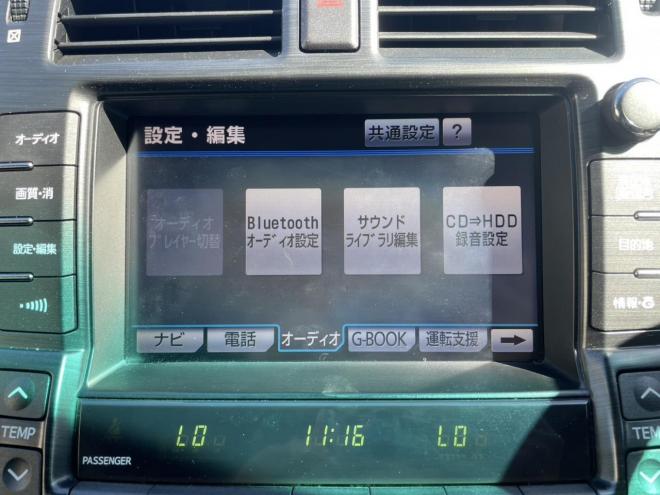 オーディオ
画質・消
設定・編集
設定・編集
共通設定
?
オーディオ
プレイヤー切替
Bluetooth
オーディオ設定
サウンド
ライブラリ編集
CD⇒HDD
録音設定
ナビ
電話
オーディオ
G-BOOK
運転支援
目的地
情報・G
TEMP
PASSENGER
LO
11:16
LO
TEM